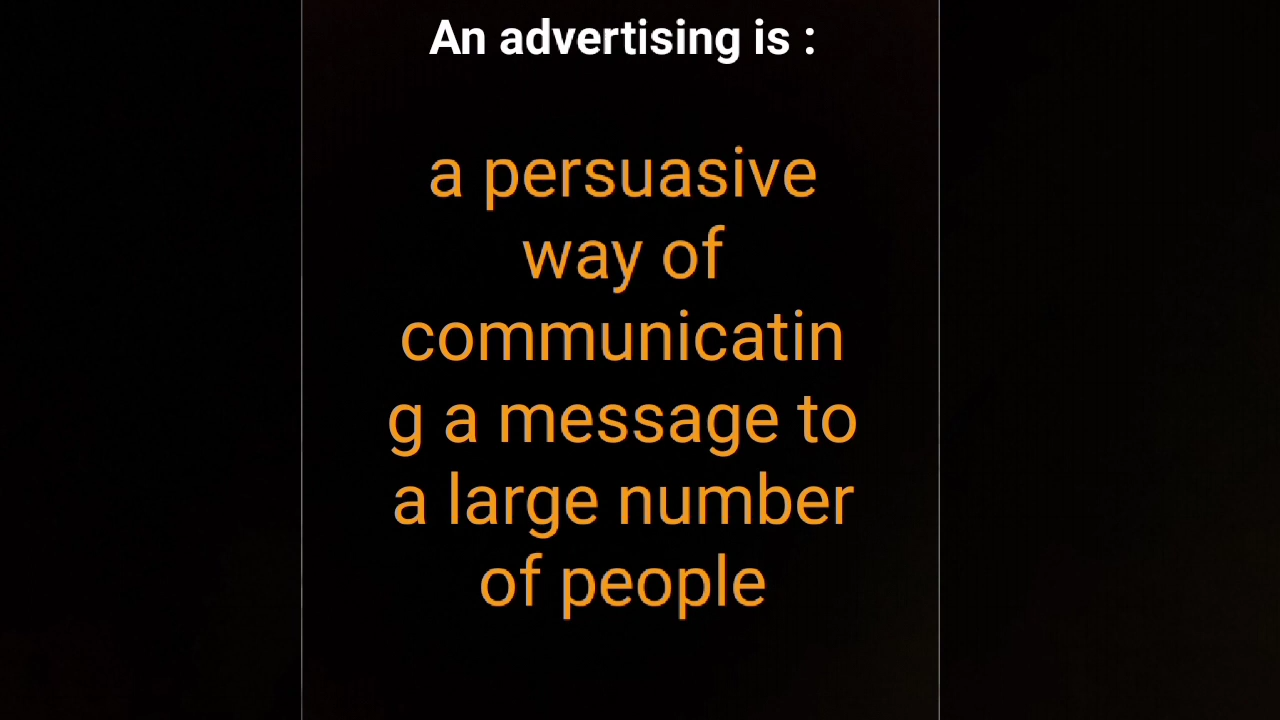 An advertising is :
a persuasive
way of
communicatin
g a message to
a large number
of people